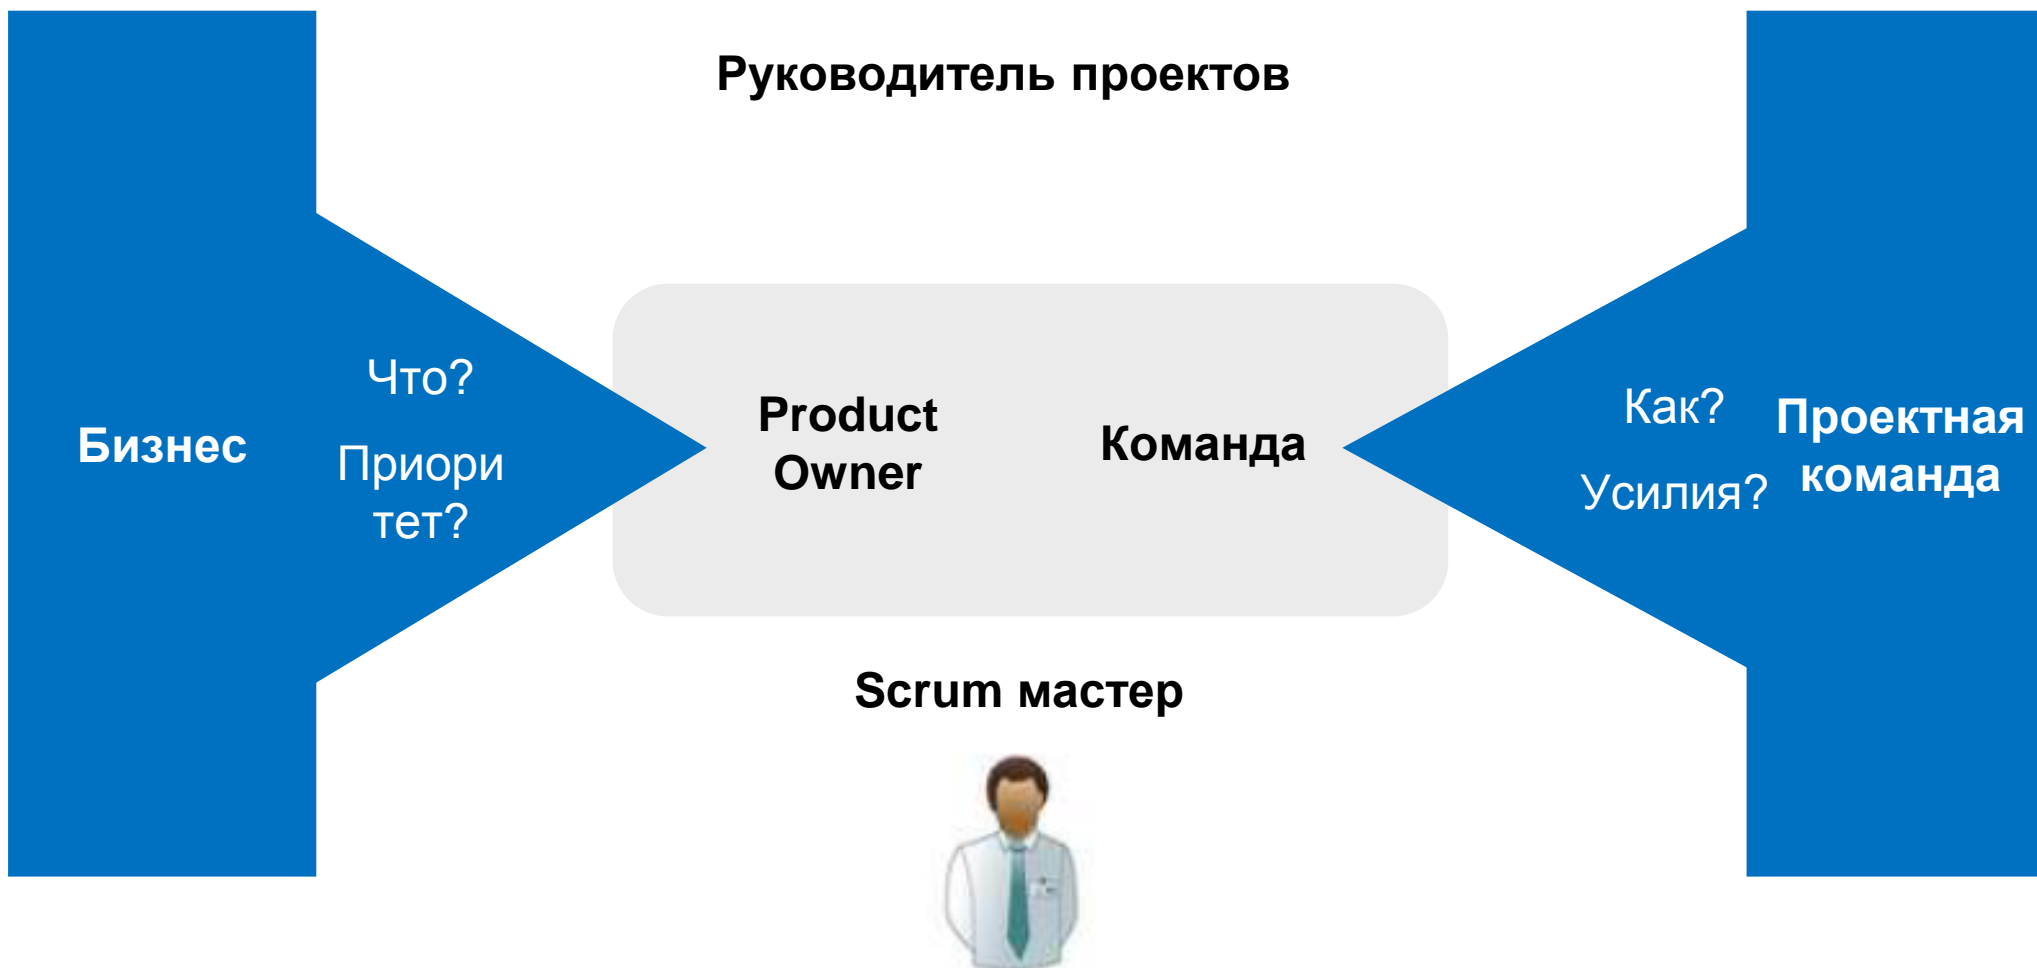 Руководитель проектов
Бизнес
Что?
Приори
тет?
Product
Owner
Команда
Как?
Усилия?
Проектная
команда
Scrum мастер